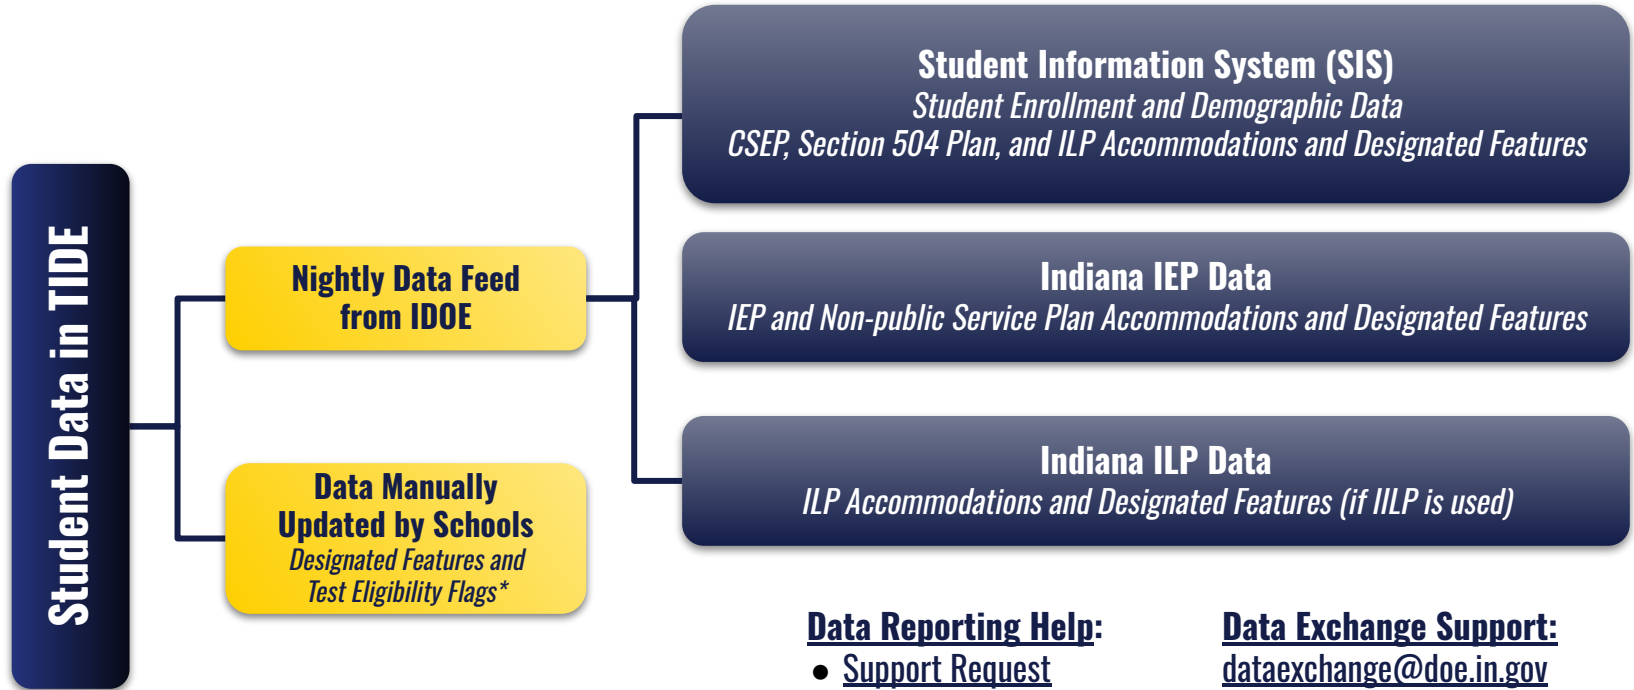 Student Data in TIDE
Nightly Data Feed
from IDOE
Data Manually
Updated by Schools
Designated Features and
Test Eligibility Flags*
Student Information System (SIS)
Student Enrollment and Demographic Data
CSEP, Section 504 Plan, and ILP Accommodations and Designated Features
Indiana IEP Data
IEP and Non-public Service Plan Accommodations and Designated Features
Indiana ILP Data
ILP Accommodations and Designated Features (if IILP is used)
Data Reporting Help:
● Support Request
Data Exchange Support:
dataexchange@doe.in.gov